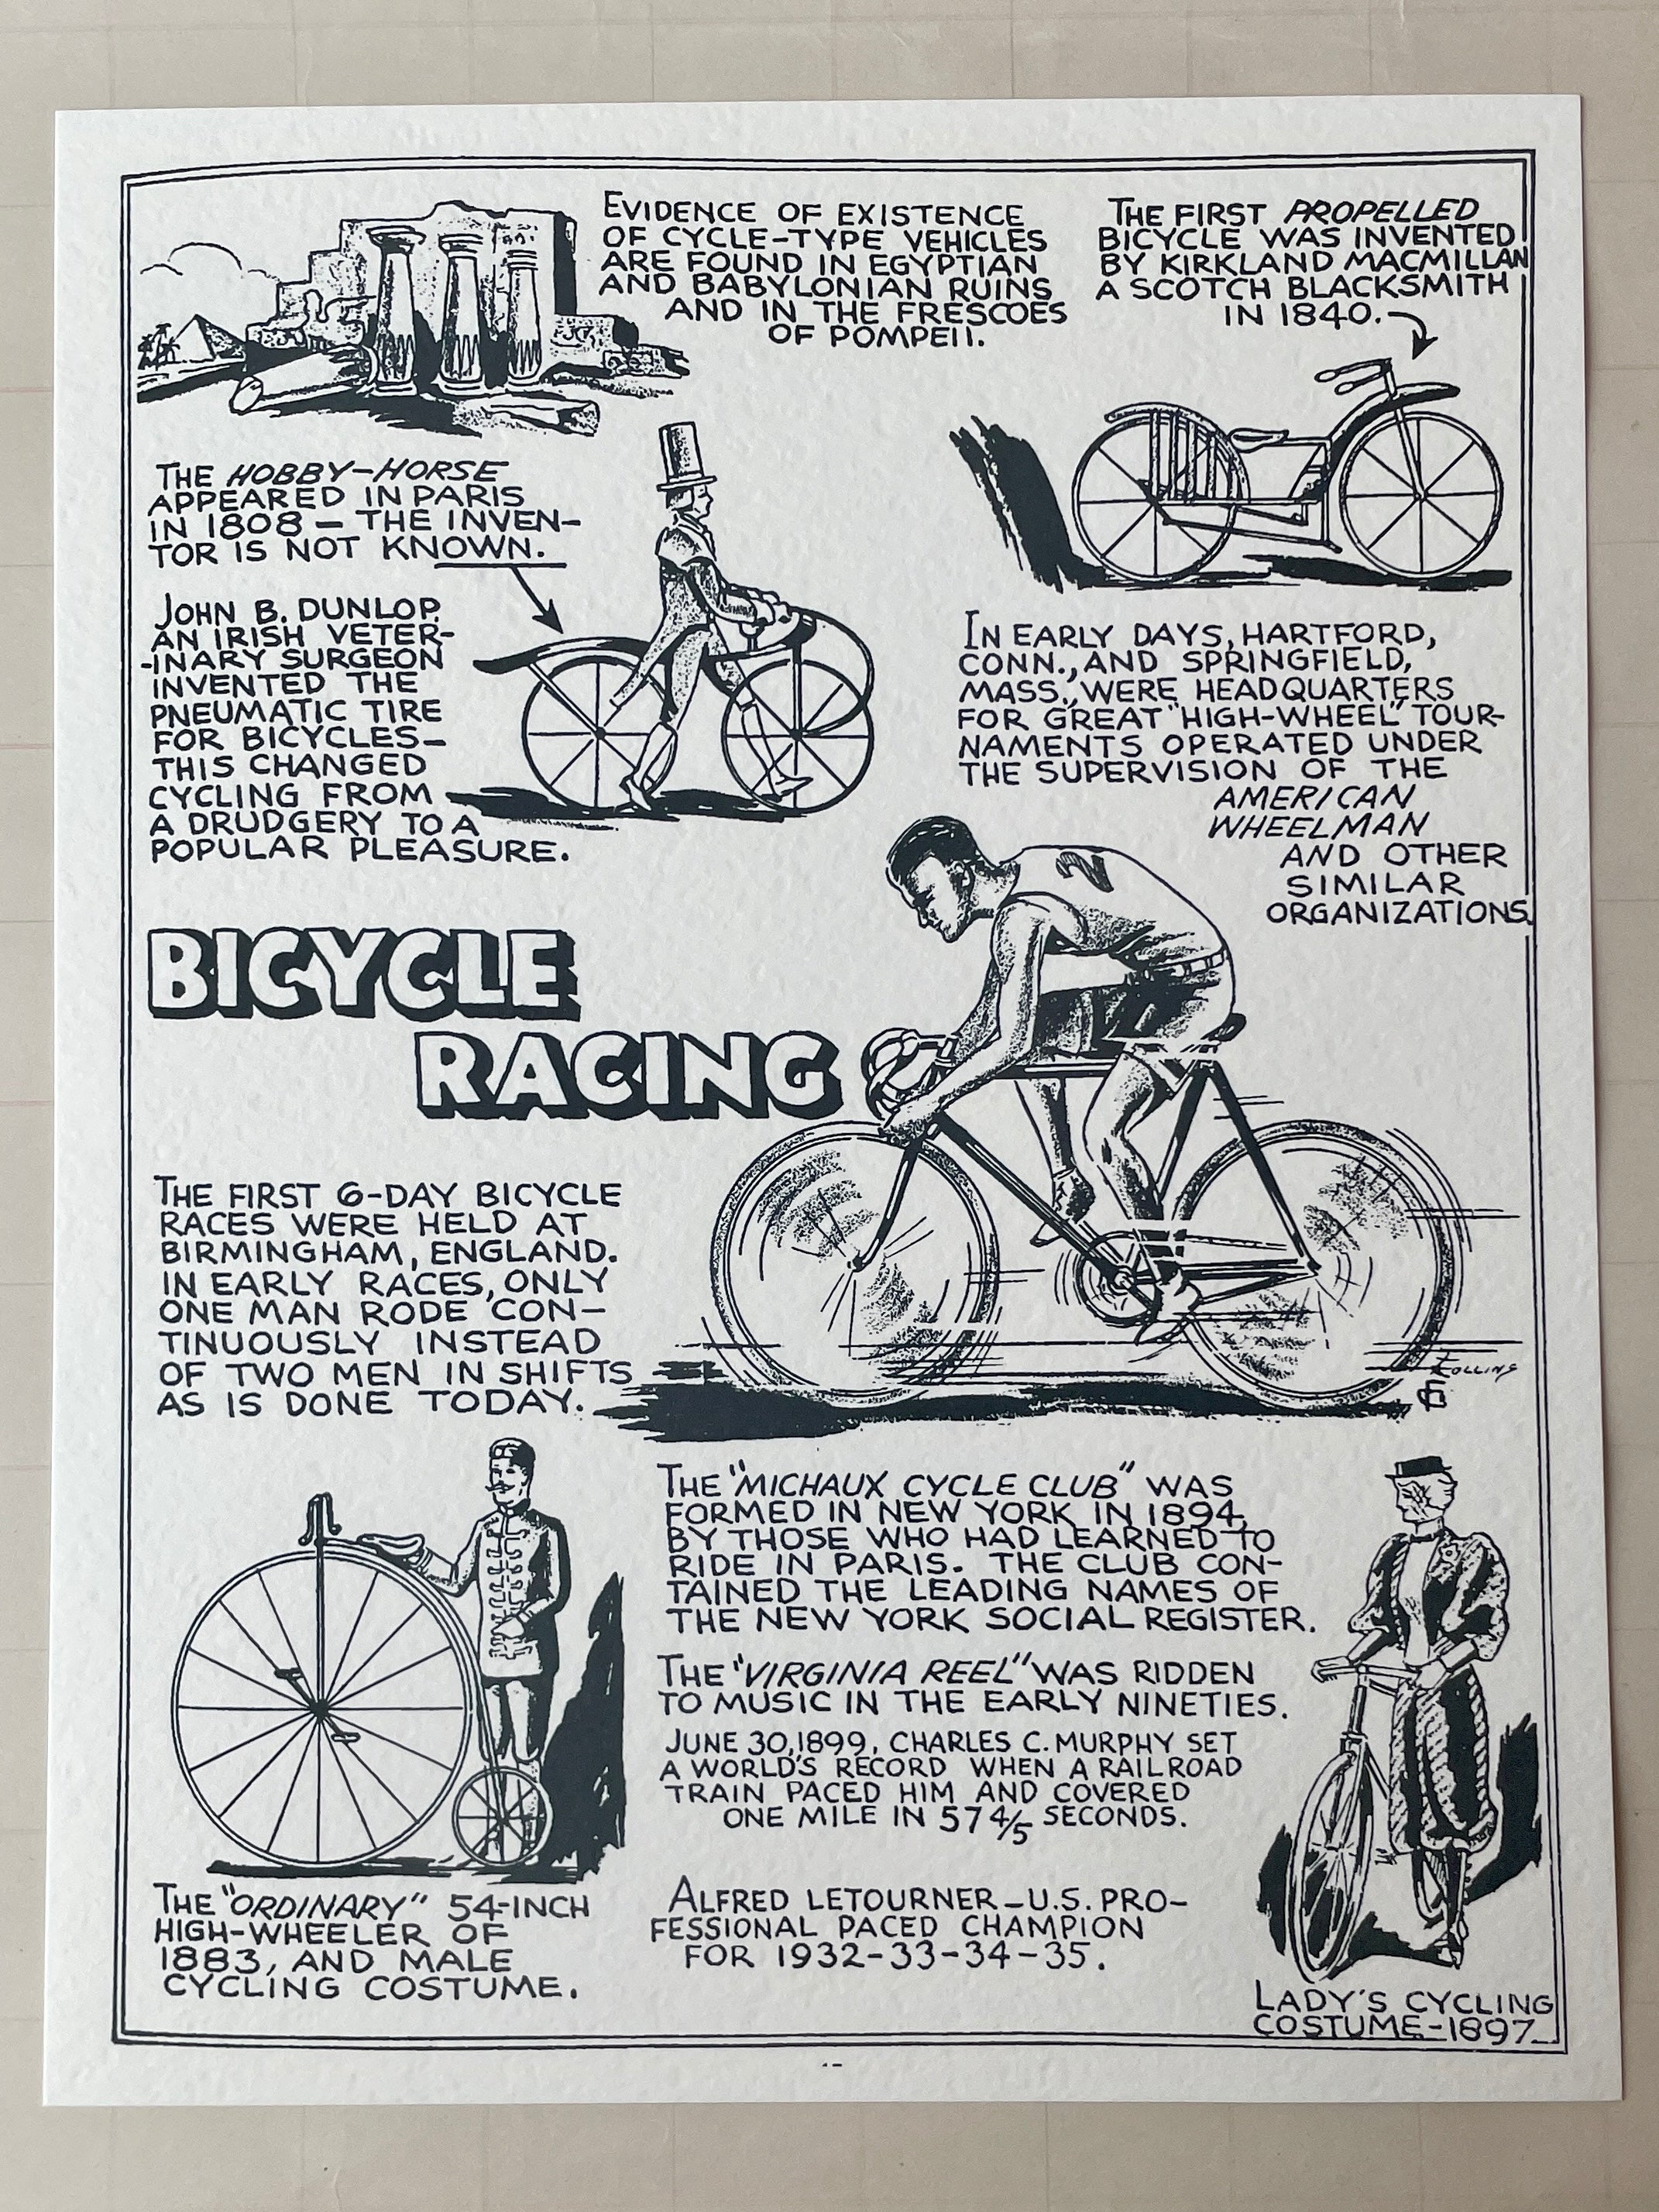 EVIDENCE OF EXISTENCE
OF CYCLE-TYPE VEHICLES
ARE FOUND IN EGYPTIAN
AND BABYLONIAN RUINS
AND IN THE FRESCOES
OF POMPEII.
THE FIRST PROPELLED
BICYCLE WAS INVENTED
BY KIRKLAND MACMILLAN
A SCOTCH BLACKSMITH
IN 1840.
THE HOBBY-HORSE
APPEARED IN PARIS
IN 1808 - THE INVEN-
TOR IS NOT KNOWN.
JOHN B. DUNLOP.
AN IRISH VETER-
-INARY SURGEON
INVENTED THE
PNEUMATIC TIRE
FOR BICYCLES-
THIS CHANGED
CYCLING FROM
A DRUDGERY TO A
POPULAR PLEASURE.
IN EARLY DAYS, HARTFORD,
CONN., AND SPRINGFIELD,
MASS., WERE HEADQUARTERS
FOR GREAT "HIGH-WHEEL" TOUR-
NAMENTS OPERATED UNDER
THE SUPERVISION OF THE
AMERICAN
WHEELMAN
AND OTHER
SIMILAR
ORGANIZATIONS.
2
BICYCLE
RACING
THE FIRST 6-DAY BICYCLE
RACES WERE HELD AT
BIRMINGHAM, ENGLAND.
IN EARLY RACES, ONLY
ONE MAN RODE CON-
TINUOUSLY INSTEAD
OF TWO MEN IN SHIFTS
AS IS DONE TODAY.
THE "MICHAUX CYCLE CLUB" WAS
FORMED IN NEW YORK IN 1894,
BY THOSE WHO HAD LEARNED TO
RIDE IN PARIS. THE CLUB CON-
TAINED THE LEADING NAMES OF
THE NEW YORK SOCIAL REGISTER.
THE "VIRGINIA REEL" WAS RIDDEN
TO MUSIC IN THE EARLY NINETIES.
JUNE 30, 1899, CHARLES C. MURPHY SET
A WORLD'S RECORD WHEN A RAILROAD
TRAIN PACED HIM AND COVERED
ONE MILE IN 57 4/5 SECONDS.
THE "ORDINARY" 54-INCH
HIGH-WHEELER OF
1883, AND MALE
CYCLING COSTUME.
ALFRED LETOURNER-U.S. PRO-
FESSIONAL PACED CHAMPION
FOR 1932-33-34-35.
LADY'S CYCLING
COSTUME-1897